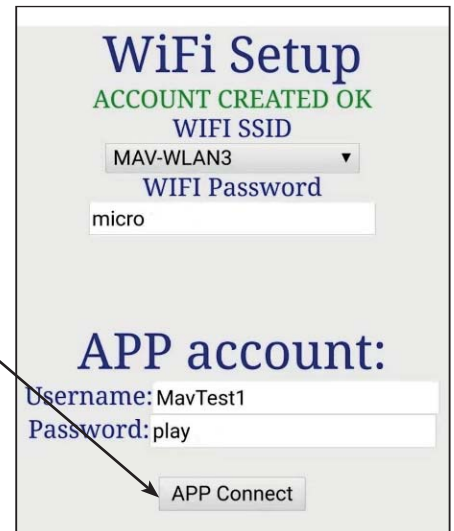 WiFi Setup
ACCOUNT CREATED OK
WIFI SSID
MAV-WLAN3
WIFI Password
micro
APP account:
Username: MavTest1
Password: play
APP Connect